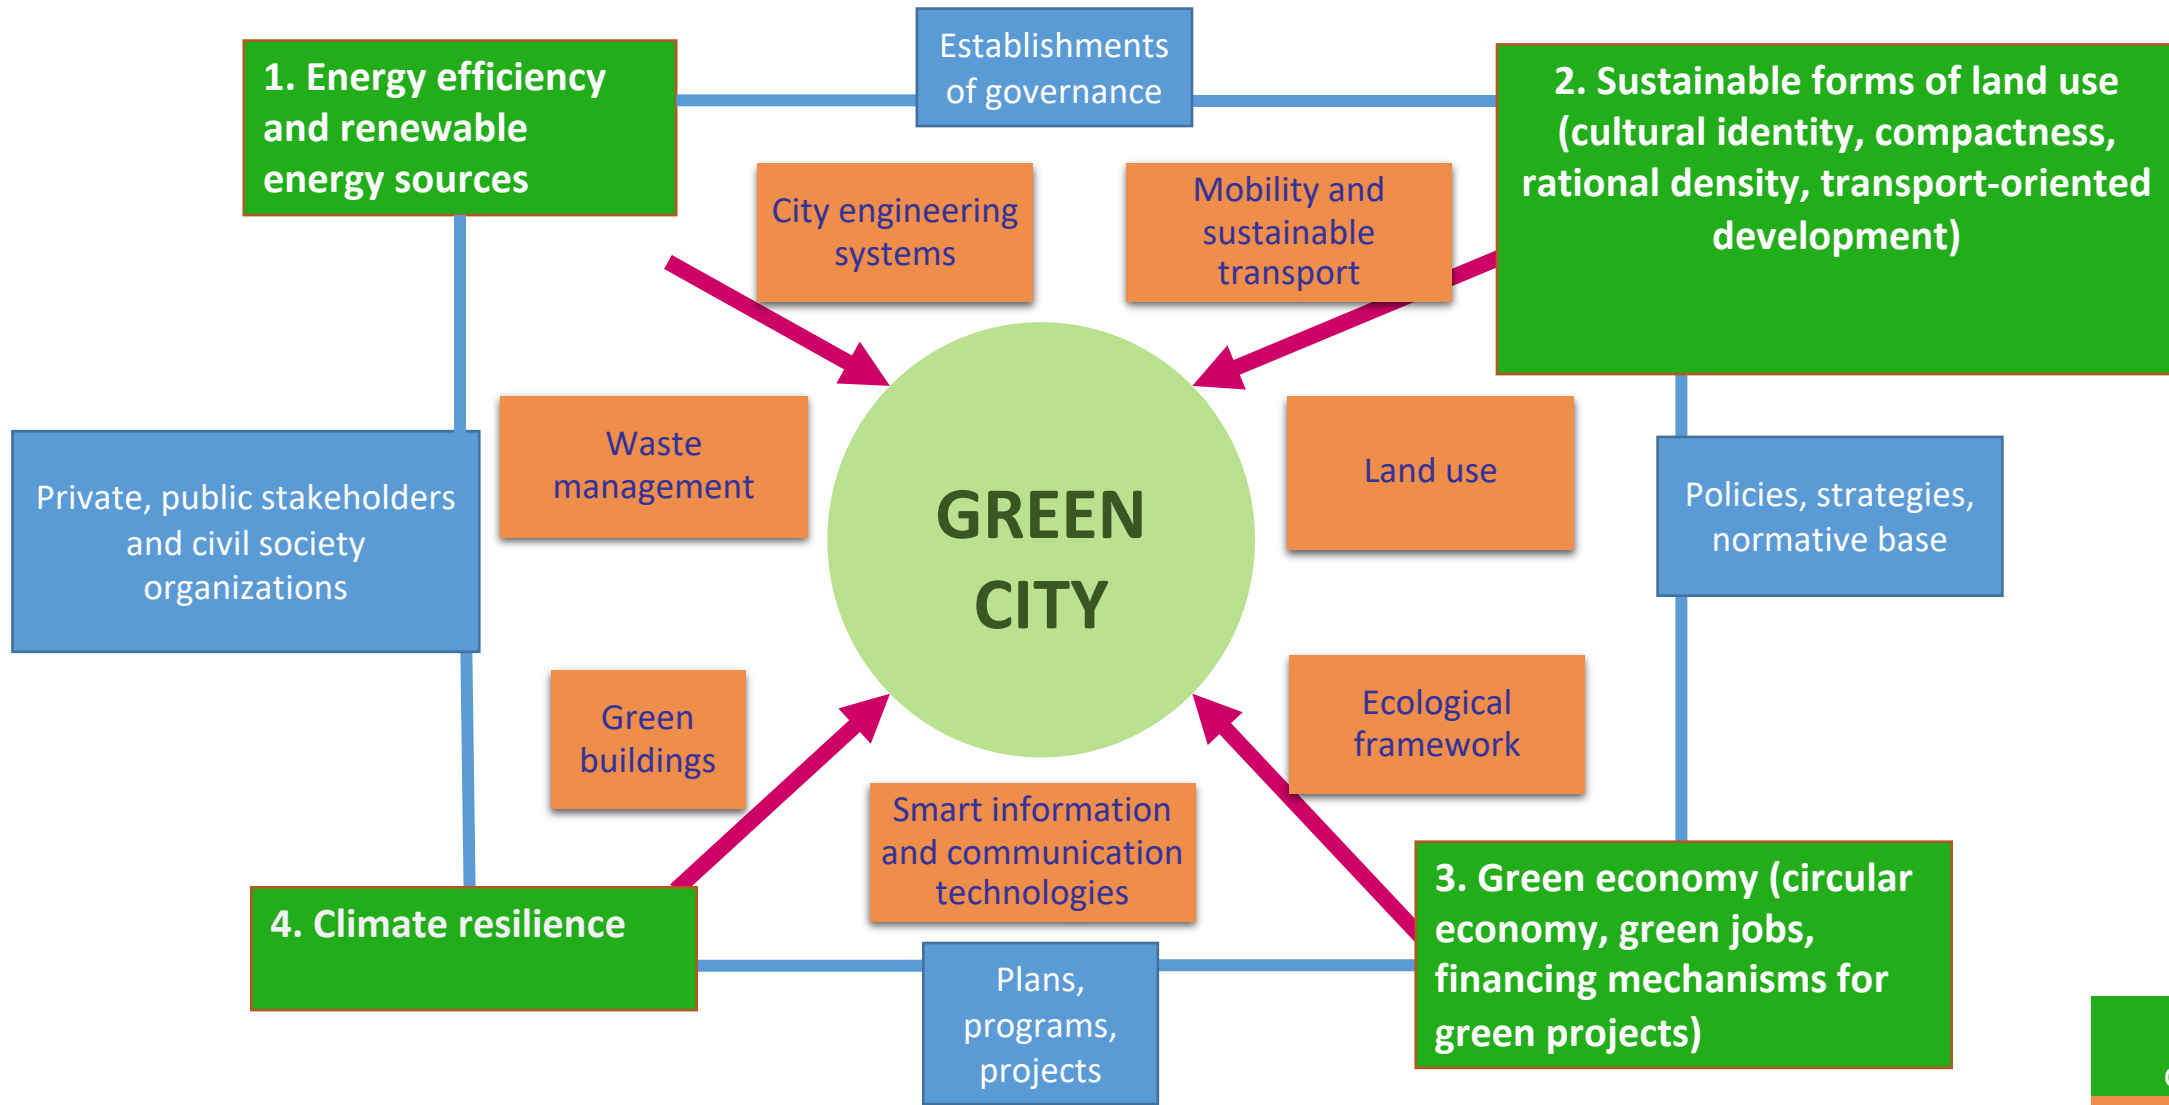 Establishments
of governance
1. Energy efficiency
and renewable
energy sources
2. Sustainable forms of land use
(cultural identity, compactness,
rational density, transport-oriented
development)
City engineering
systems
Mobility and
sustainable
transport
Waste
management
Land use
Private, public stakeholders
and civil society
organizations
GREEN
CITY
Policies, strategies,
normative base
Green
buildings
Ecological
framework
Smart information
and communication
technologies
4. Climate resilience
3. Green economy (circular
economy, green jobs,
financing mechanisms for
green projects)
Plans,
programs,
projects